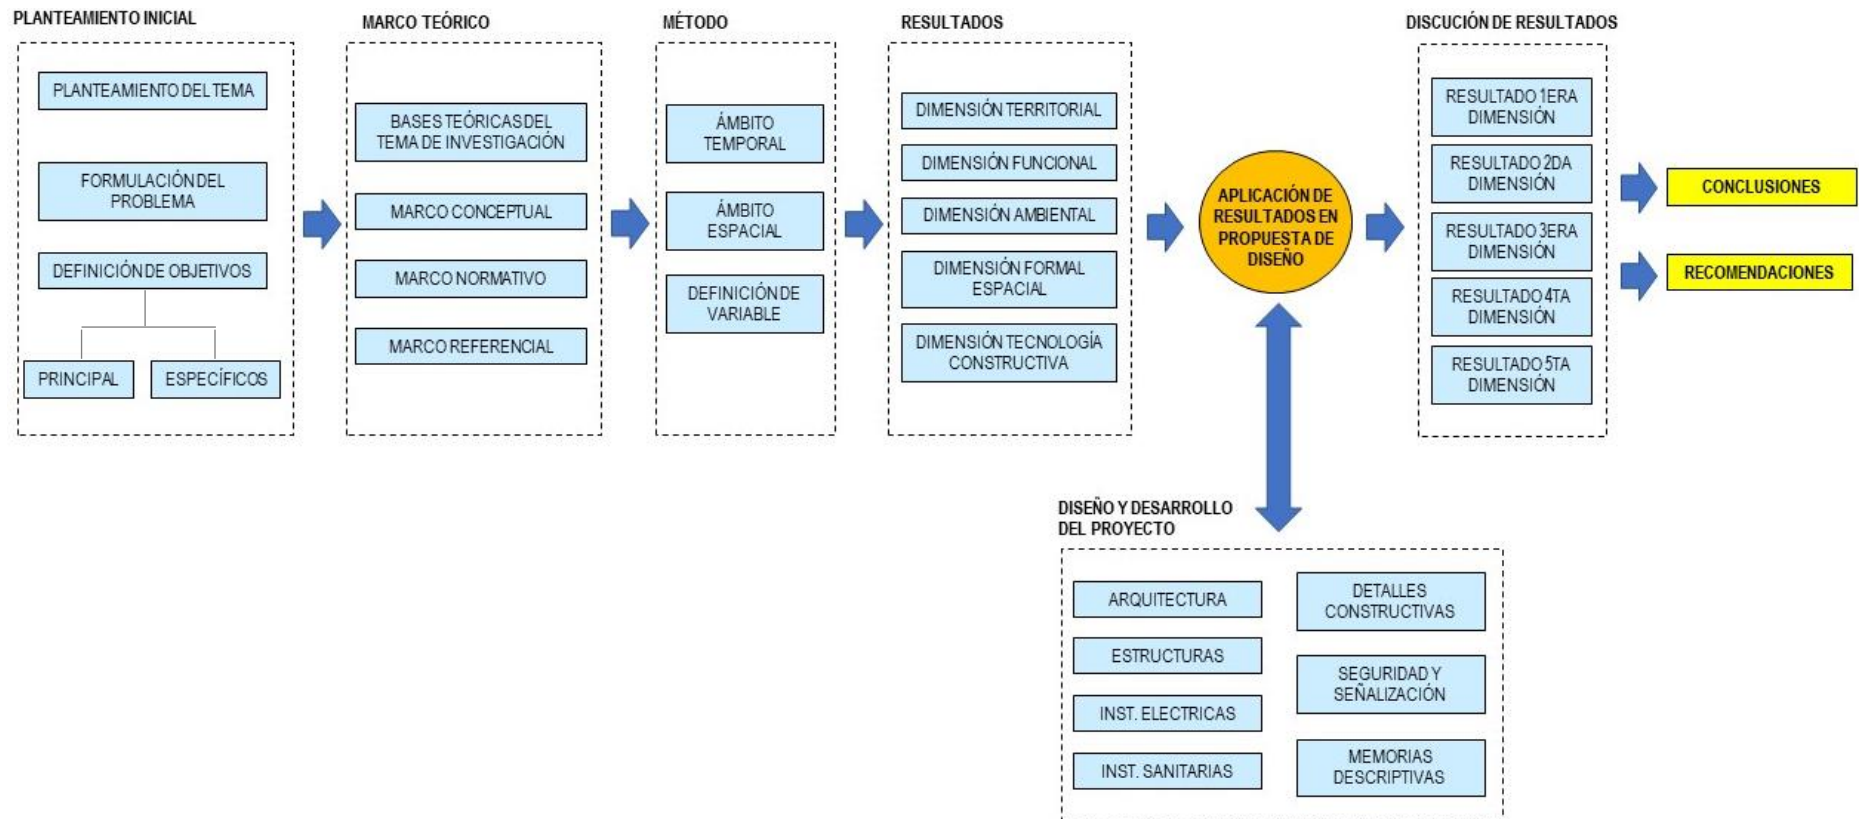 PLANTEAMIENTO INICIAL
PLANTEAMIENTO DEL TEMA
FORMULACIÓN DEL
PROBLEMA
DEFINICIÓN DE OBJETIVOS
PRINCIPAL
ESPECÍFICOS
MARCO TEÓRICO
BASES TEÓRICAS DEL
TEMA DE INVESTIGACIÓN
MARCO CONCEPTUAL
MARCO NORMATIVO
MARCO REFERENCIAL
MÉTODO
ÁMBITO
TEMPORAL
ÁMBITO
ESPACIAL
DEFINICIÓN DE
VARIABLE
RESULTADOS
DIMENSIÓN TERRITORIAL
DIMENSIÓN FUNCIONAL
DIMENSIÓN AMBIENTAL
DIMENSIÓN FORMAL
ESPACIAL
DIMENSIÓN TECNOLOGÍA
CONSTRUCTIVA
APLICACIÓN DE
RESULTADOS EN
PROPUESTA DE
DISEÑO
DISCUCIÓN DE RESULTADOS
RESULTADO 1ERA
DIMENSIÓN
RESULTADO 2DA
DIMENSIÓN
RESULTADO 3ERA
DIMENSIÓN
RESULTADO 4TA
DIMENSIÓN
RESULTADO 5TA
DIMENSIÓN
CONCLUSIONES
RECOMENDACIONES
DISEÑO Y DESARROLLO
DEL PROYECTO
ARQUITECTURA
ESTRUCTURAS
INST. ELECTRICAS
INST. SANITARIAS
DETALLES
CONSTRUCTIVAS
SEGURIDAD Y
SEÑALIZACIÓN
MEMORIAS
DESCRIPTIVAS